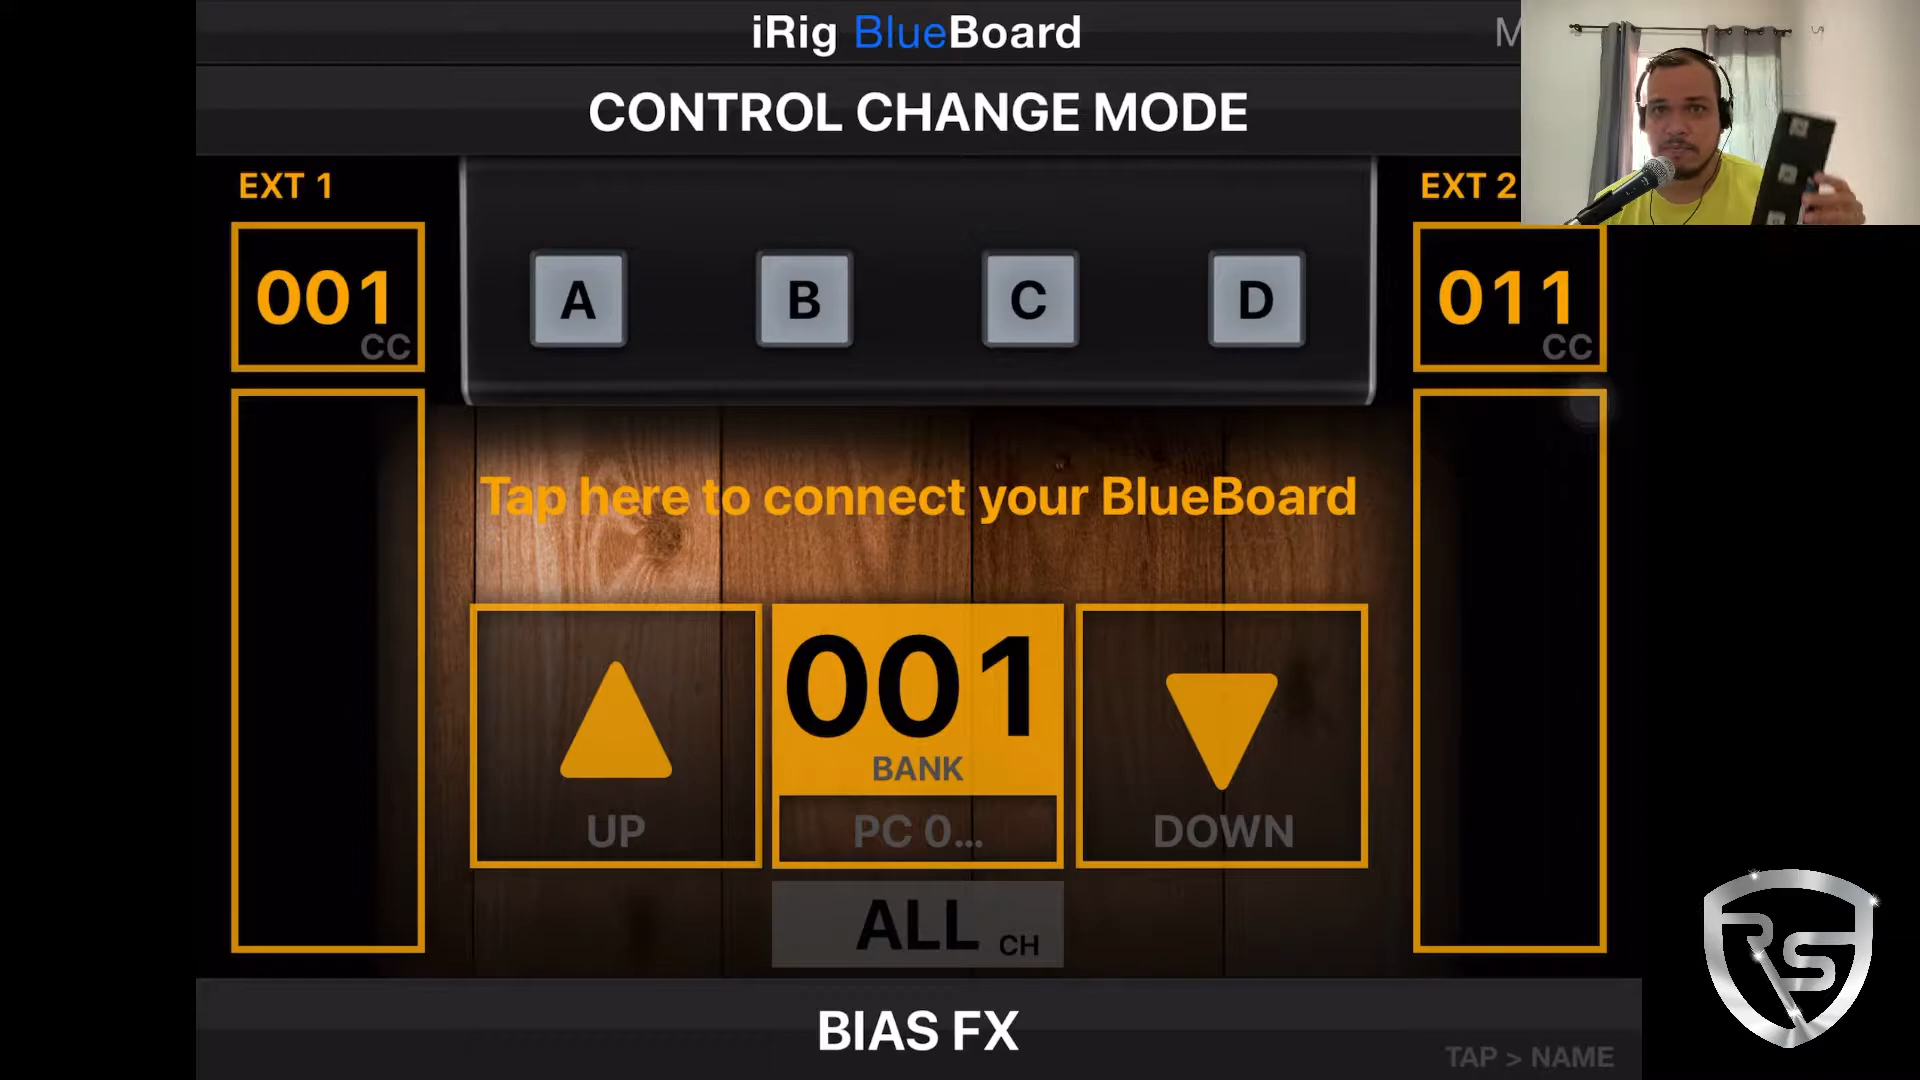 iRig BlueBoard
M
CONTROL CHANGE MODE
EXT 1
EXT 2
001
CC
A
B
C
D
011
CC
Tap here to connect your BlueBoard
UP
001
BANK
PC 0...
DOWN
ALL CH
BIAS FX
TAP > NAME
RS